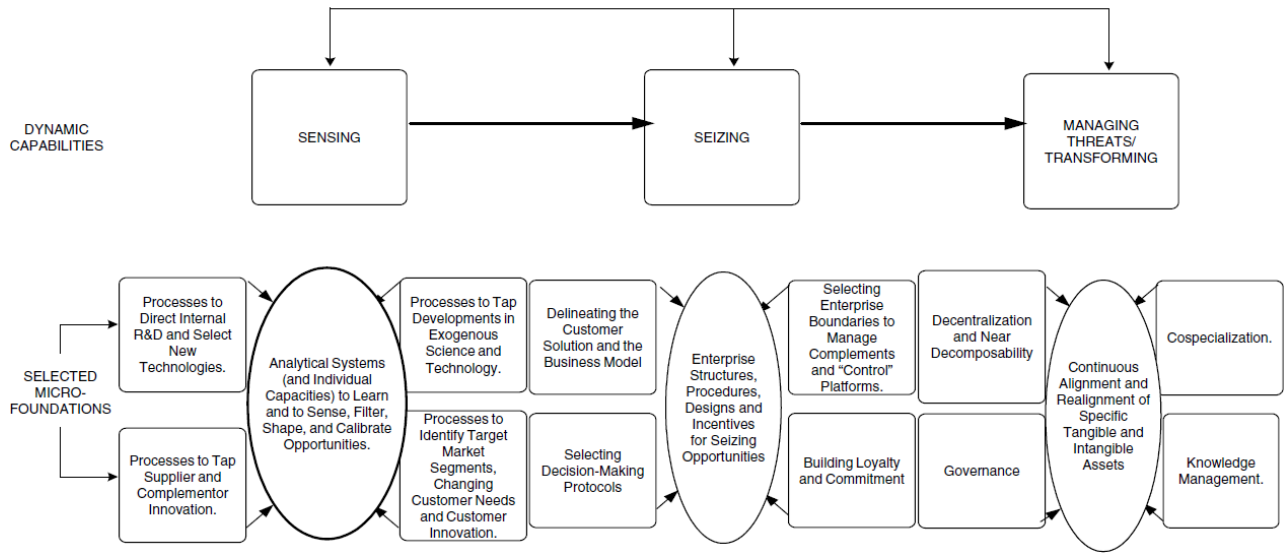 DYNAMIC
CAPABILITIES
SENSING
SEIZING
MANAGING
THREATS/
TRANSFORMING
SELECTED
MICRO-
FOUNDATIONS
Processes to
Direct Internal
R&D and Select
New
Technologies.
Processes to Tap
Supplier and
Complementor
Innovation.
Analytical Systems
(and Individual
Capacities) to Learn
and to Sense, Filter,
Shape, and Calibrate
Opportunities.
Processes to Tap
Developments in
Exogenous
Science and
Technology.
Processes to
Identify Target
Market
Segments,
Changing
Customer Needs
and Customer
Innovation.
Delineating the
Customer
Solution and the
Business Model
Selecting
Decision-Making
Protocols
Enterprise
Structures,
Procedures,
Designs and
Incentives
for Seizing
Opportunities
Selecting
Enterprise
Boundaries to
Manage
Complements
and “Control”
Platforms.
Building Loyalty
and Commitment
Decentralization
and Near
Decomposability
Governance
Continuous
Alignment and
Realignment of
Specific
Tangible and
Intangible
Assets
Cospecialization.
Knowledge
Management.